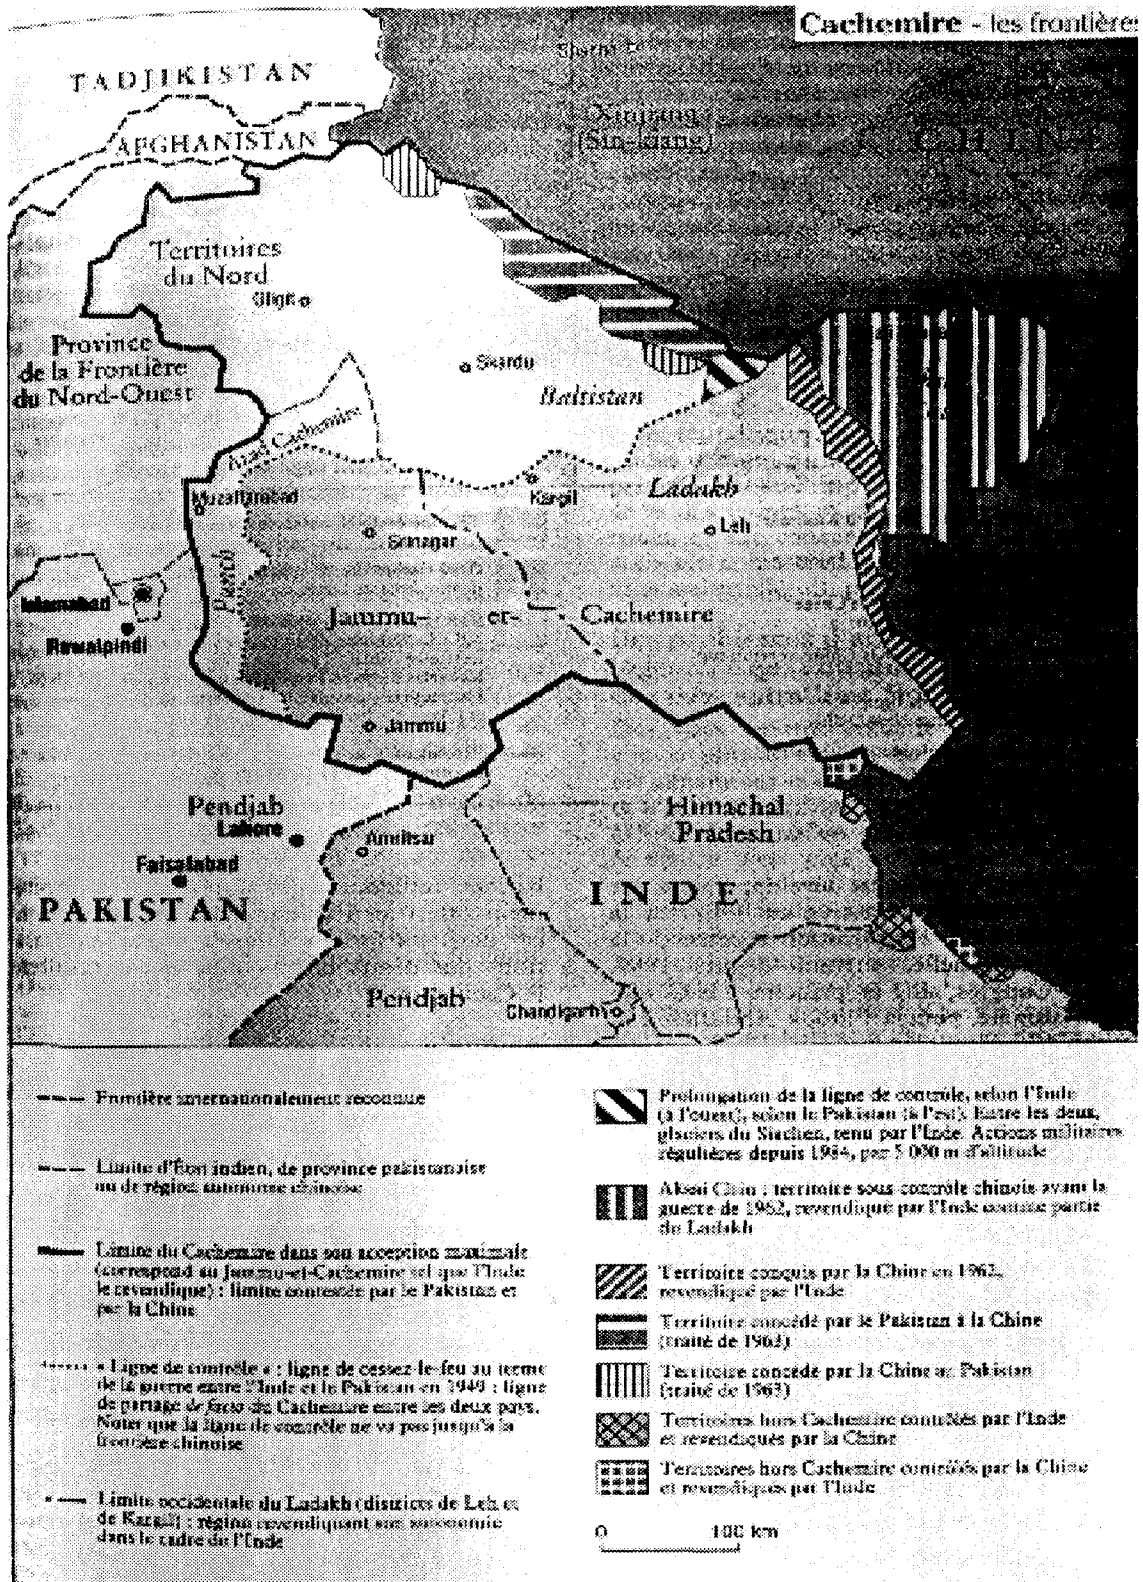 Cachemire - les frontières
TADJIKISTAN
AFGHANISTAN
Xinjiang
(Sin-kiang)
CHINE
Territoires
du Nord
Gilgit
Province
de la Frontière
du Nord-Ouest
Skardu
Baltistan
Azad Cachemire
Muzaffarabad
Kargil
Ladakh
Srinagar
Leh
Punch
Islamabad
Rawalpindi
Jammu- et- Cachemire
Jammu
Pendjab
Lahore
Amritsar
Himachal
Pradesh
Faisalabad
PAKISTAN
INDE
Pendjab
Chandigarh
Frontière internationalement reconnue
Limite d'État indien, de province pakistanaise
ou de région autonome chinoise
Limite du Cachemire dans son acception maximale
(correspond au Jammu-et-Cachemire tel que l'Inde
le revendique) : limite contestée par le Pakistan et
par la Chine
« Ligne de contrôle » : ligne de cessez-le-feu au terme
de la guerre entre l'Inde et le Pakistan en 1949 : ligne
de partage de facto du Cachemire entre les deux pays.
Noter que la ligne de contrôle ne va pas jusqu'à la
frontière chinoise
Limite occidentale du Ladakh (districts de Leh et
de Kargil) : région revendiquant son autonomie
dans le cadre de l'Inde
Prolongation de la ligne de contrôle, selon l'Inde
(à l'ouest), selon le Pakistan (à l'est). Entre les deux,
glaciers du Siachen, tenu par l'Inde. Actions militaires
régulières depuis 1984, par 5 000 m d'altitude
Aksai Chin : territoire sous contrôle chinois avant la
guerre de 1962, revendiqué par l'Inde comme partie
du Ladakh
Territoire conquis par la Chine en 1962,
revendiqué par l'Inde
Territoire concédé par le Pakistan à la Chine
(traité de 1963)
Territoire concédé par la Chine au Pakistan
(traité de 1963)
Territoires hors Cachemire contrôlés par l'Inde
et revendiqués par la Chine
Territoires hors Cachemire contrôlés par la Chine
et revendiqués par l'Inde
0 100 km